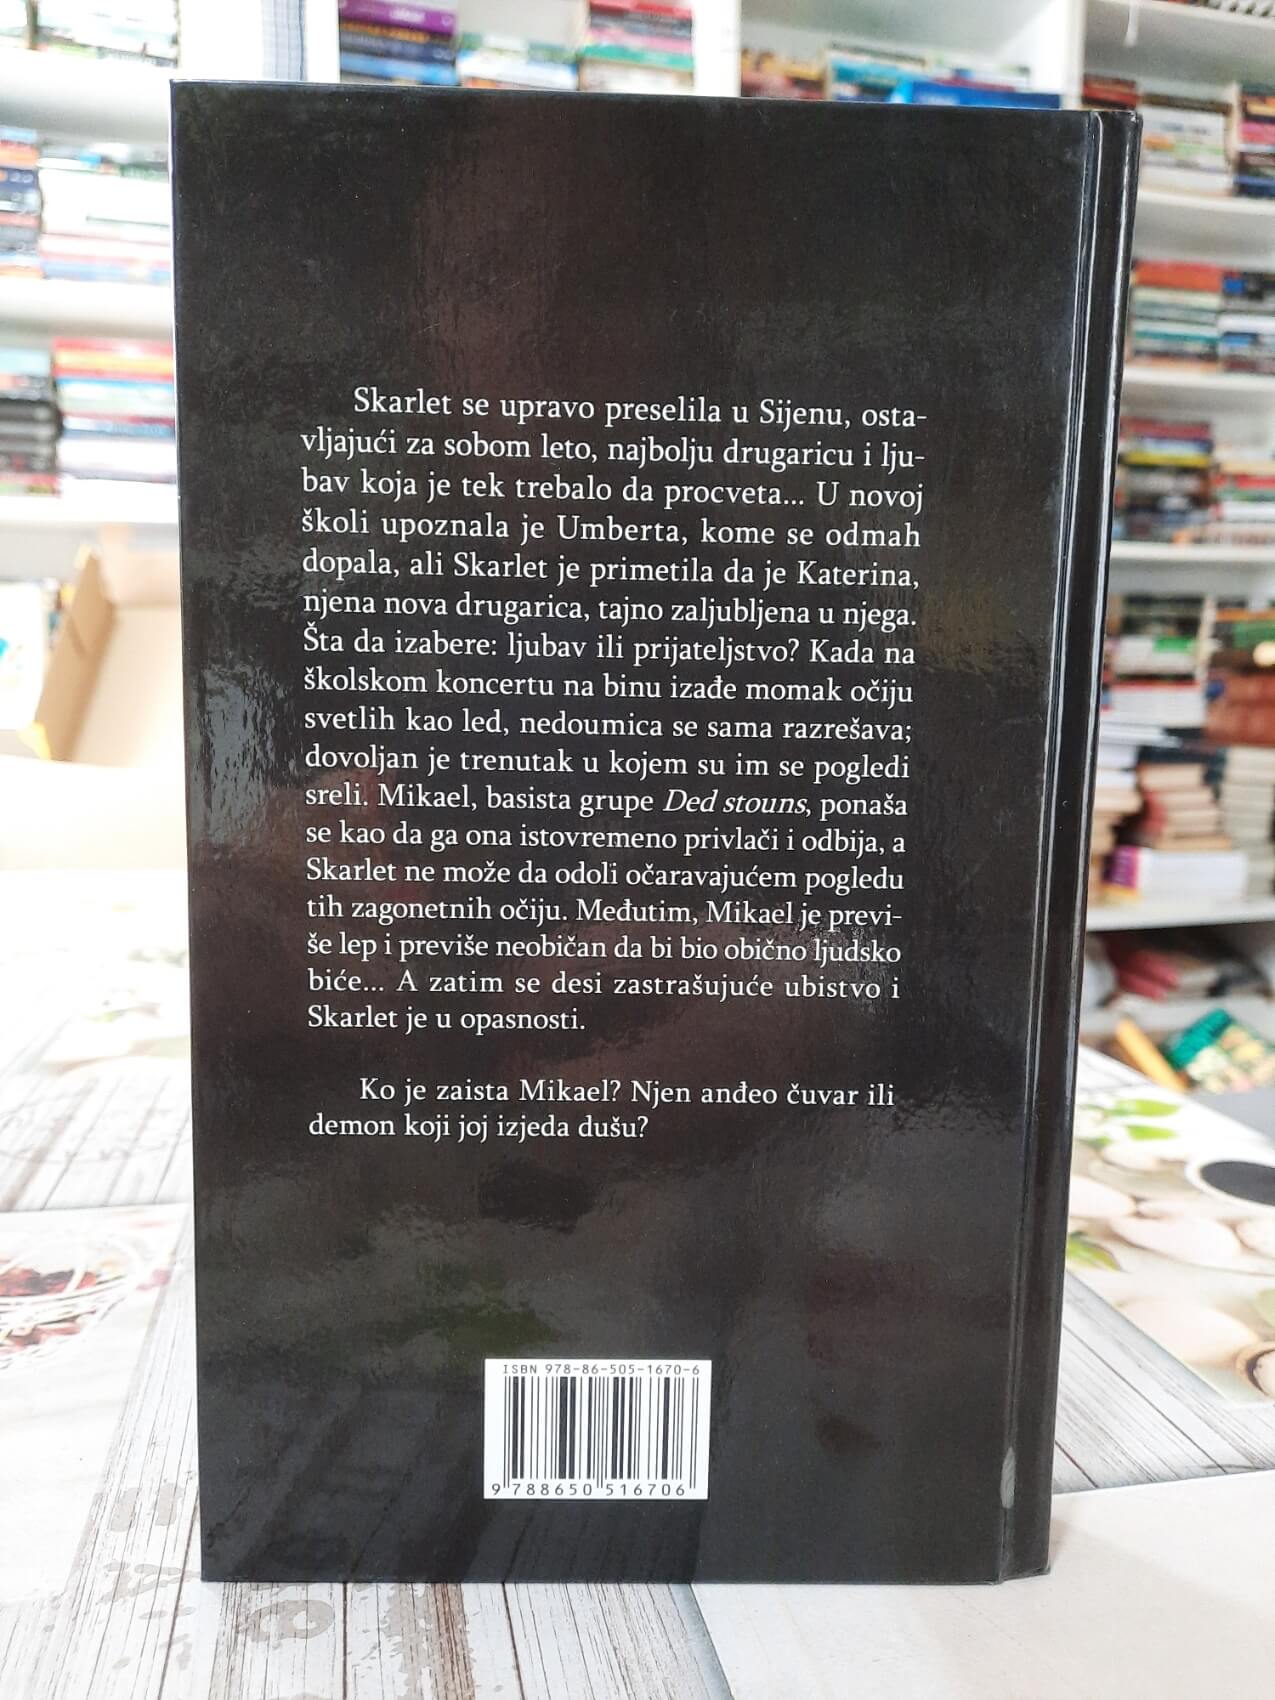 Skarlet se upravo preselila u Sijenu, osta-
vljajući za sobom leto, najbolju drugaricu i lju-
bav koja je tek trebalo da procveta... U novoj
školi upoznala je Umberta, kome se odmah
dopala, ali Skarlet je primetila da je Katerina,
njena nova drugarica, tajno zaljubljena u njega.
Šta da izabere: ljubav ili prijateljstvo? Kada na
školskom koncertu na binu izađe momak očiju
svetlih kao led, nedoumica se sama razrešava;
dovoljan je trenutak u kojem su im se pogledi
sreli. Mikael, basista grupe Ded stouns, ponaša
se kao da ga ona istovremeno privlači i odbija, a
Skarlet ne može da odoli očaravajućem pogledu
tih zagonetnih očiju. Međutim, Mikael je previ-
še lep i previše neobičan da bi bio obično ljudsko
biće... A zatim se desi zastrašujuće ubistvo i
Skarlet je u opasnosti.
Ko je zaista Mikael? Njen anđeo čuvar ili
demon koji joj izjeda dušu?
ISBN 978-86-505-1670-6
9 788650 516706